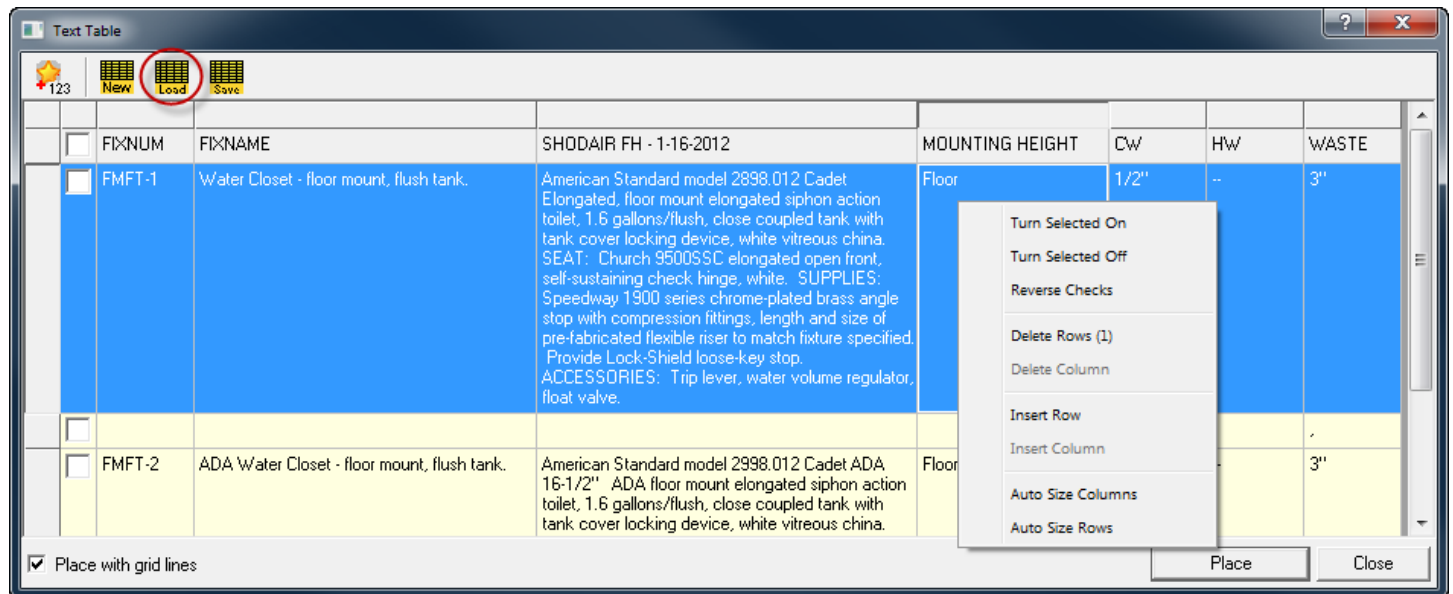 Text Table
?
X
+123
New
Load
Save
FIXNUM FIXNAME SHODAIR FH - 1-16-2012 MOUNTING HEIGHT CW HW WASTE
FMFT-1 Water Closet - floor mount, flush tank. American Standard model 2898.012 Cadet Floor 1/2" -- 3"
Elongated, floor mount elongated siphon action
toilet, 1.6 gallons/flush, close coupled tank with
tank cover locking device, white vitreous china.
SEAT: Church 9500SSC elongated open front,
self-sustaining check hinge, white. SUPPLIES:
Speedway 1900 series chrome-plated brass angle
stop with compression fittings, length and size of
pre-fabricated flexible riser to match fixture specified.
Provide Lock-Shield loose-key stop.
ACCESSORIES: Trip lever, water volume regulator,
float valve.
,
FMFT-2 ADA Water Closet - floor mount, flush tank. American Standard model 2998.012 Cadet ADA Floor - 3"
16-1/2" ADA floor mount elongated siphon action
toilet, 1.6 gallons/flush, close coupled tank with
tank cover locking device, white vitreous china.
Turn Selected On
Turn Selected Off
Reverse Checks
Delete Rows (1)
Delete Column
Insert Row
Insert Column
Auto Size Columns
Auto Size Rows
Place with grid lines
Place
Close